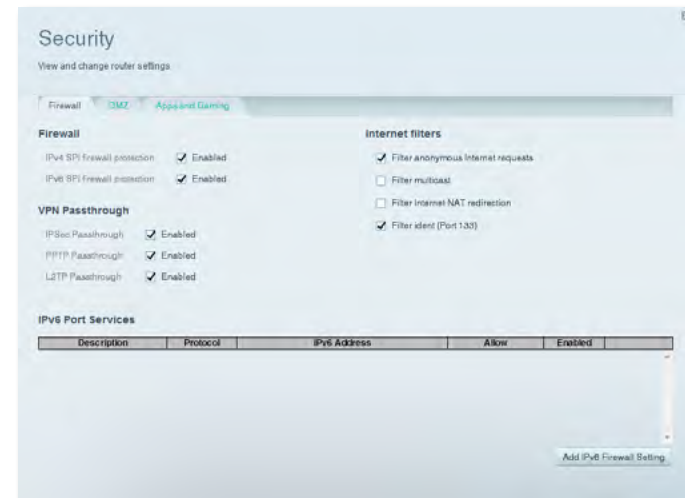 Security
View and change router settings
Firewall DMZ Apps and Gaming
Firewall
IPv4 SPI firewall protection Enabled
IPv6 SPI firewall protection Enabled
VPN Passthrough
IPSec Passthrough Enabled
PPTP Passthrough Enabled
L2TP Passthrough Enabled
Internet filters
Filter anonymous Internet requests
Filter multicast
Filter Internet NAT redirection
Filter ident (Port 133)
IPv6 Port Services
Description Protocol IPv6 Address Allow Enabled
Add IPv6 Firewall Setting